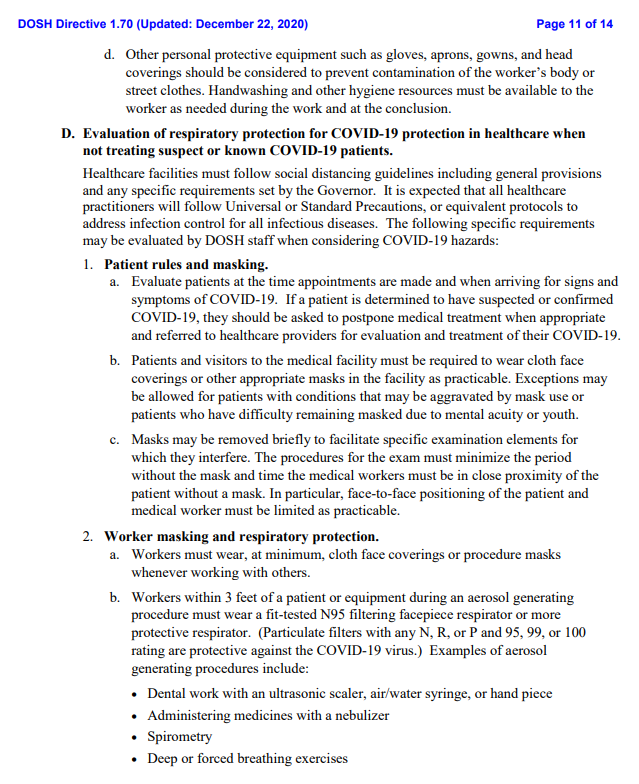 DOSH Directive 1.70 (Updated: December 22, 2020) Page 11 of 14
d. Other personal protective equipment such as gloves, aprons, gowns, and head
coverings should be considered to prevent contamination of the worker's body or
street clothes. Handwashing and other hygiene resources must be available to the
worker as needed during the work and at the conclusion.
D. Evaluation of respiratory protection for COVID-19 protection in healthcare when
not treating suspect or known COVID-19 patients.
Healthcare facilities must follow social distancing guidelines including general provisions
and any specific requirements set by the Governor. It is expected that all healthcare
practitioners will follow Universal or Standard Precautions, or equivalent protocols to
address infection control for all infectious diseases. The following specific requirements
may be evaluated by DOSH staff when considering COVID-19 hazards:
1. Patient rules and masking.
a. Evaluate patients at the time appointments are made and when arriving for signs and
symptoms of COVID-19. If a patient is determined to have suspected or confirmed
COVID-19, they should be asked to postpone medical treatment when appropriate
and referred to healthcare providers for evaluation and treatment of their COVID-19.
b. Patients and visitors to the medical facility must be required to wear cloth face
coverings or other appropriate masks in the facility as practicable. Exceptions may
be allowed for patients with conditions that may be aggravated by mask use or
patients who have difficulty remaining masked due to mental acuity or youth.
c. Masks may be removed briefly to facilitate specific examination elements for
which they interfere. The procedures for the exam must minimize the period
without the mask and time the medical workers must be in close proximity of the
patient without a mask. In particular, face-to-face positioning of the patient and
medical worker must be limited as practicable.
2. Worker masking and respiratory protection.
a. Workers must wear, at minimum, cloth face coverings or procedure masks
whenever working with others.
b. Workers within 3 feet of a patient or equipment during an aerosol generating
procedure must wear a fit-tested N95 filtering facepiece respirator or more
protective respirator. (Particulate filters with any N, R, or P and 95, 99, or 100
rating are protective against the COVID-19 virus.) Examples of aerosol
generating procedures include:
• Dental work with an ultrasonic scaler, air/water syringe, or hand piece
• Administering medicines with a nebulizer
• Spirometry
• Deep or forced breathing exercises